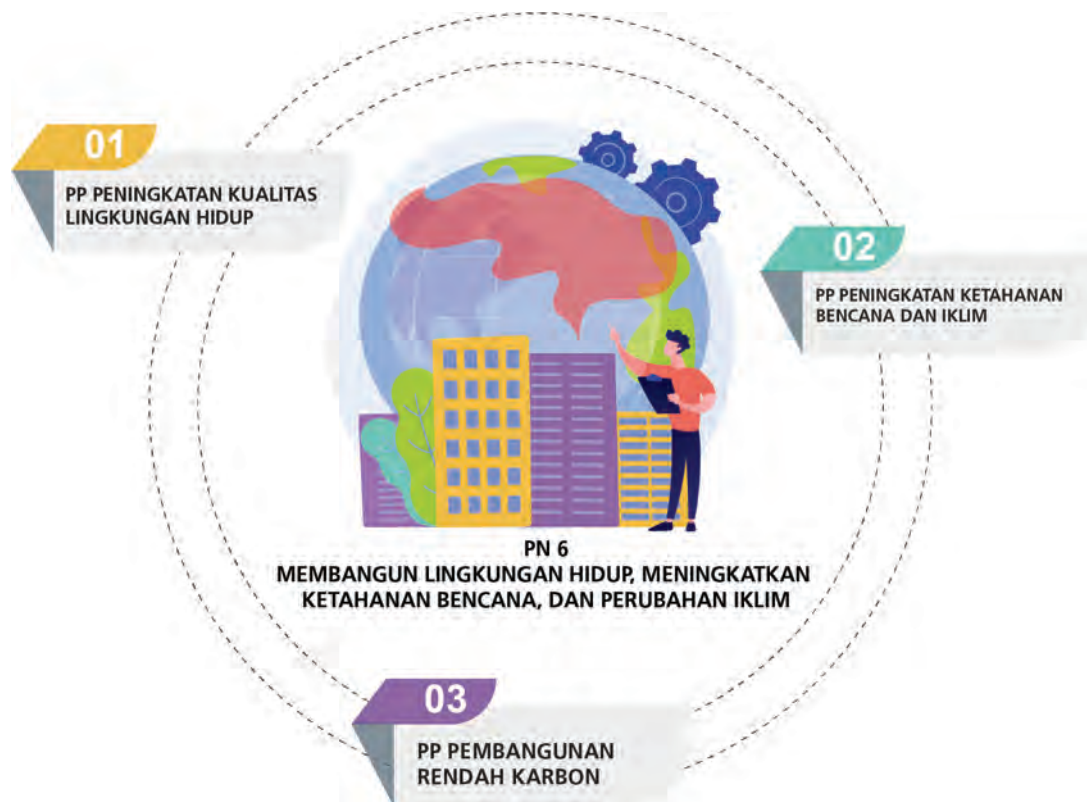 01
PP PENINGKATAN KUALITAS
LINGKUNGAN HIDUP
02
PP PENINGKATAN KETAHANAN
BENCANA DAN IKLIM
PN 6
MEMBANGUN LINGKUNGAN HIDUP, MENINGKATKAN
KETAHANAN BENCANA, DAN PERUBAHAN IKLIM
03
PP PEMBANGUNAN
RENDAH KARBON